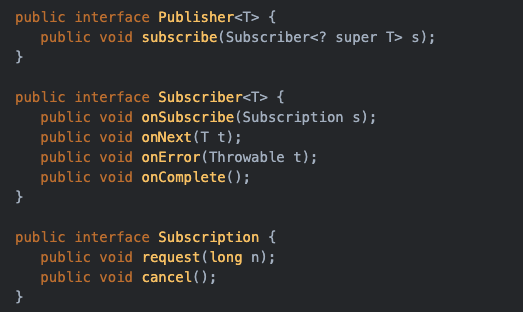 public interface Publisher<T> {
   public void subscribe(Subscriber<? super T> s);
}

public interface Subscriber<T> {
   public void onSubscribe(Subscription s);
   public void onNext(T t);
   public void onError(Throwable t);
   public void onComplete();
}

public interface Subscription {
   public void request(long n);
   public void cancel();
}